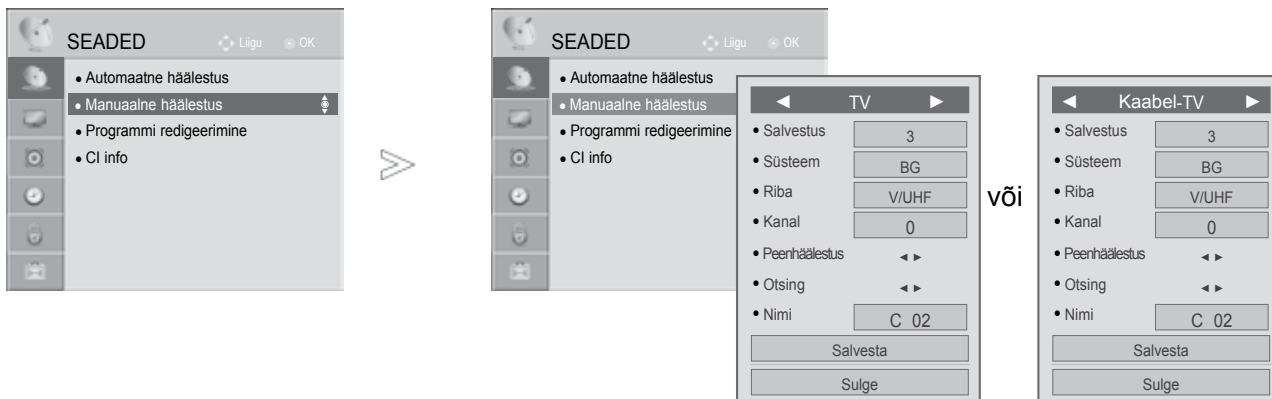 SEADED Liigu OK
• Automaatne häälestus
• Manuaalne häälestus
• Programmi redigeerimine
• CI info
SEADED Liigu OK
• Automaatne häälestus
• Manuaalne häälestus
• Programmi redigeerimine
• CI info
◄ TV ►
• Salvestus 3
• Süsteem BG
• Riba V/UHF
• Kanal 0
• Peenhäälestus ◄ ►
• Otsing ◄ ►
• Nimi C 02
Salvesta
Sulge
või
◄ Kaabel-TV ►
• Salvestus 3
• Süsteem BG
• Riba V/UHF
• Kanal 0
• Peenhäälestus ◄ ►
• Otsing ◄ ►
• Nimi C 02
Salvesta
Sulge